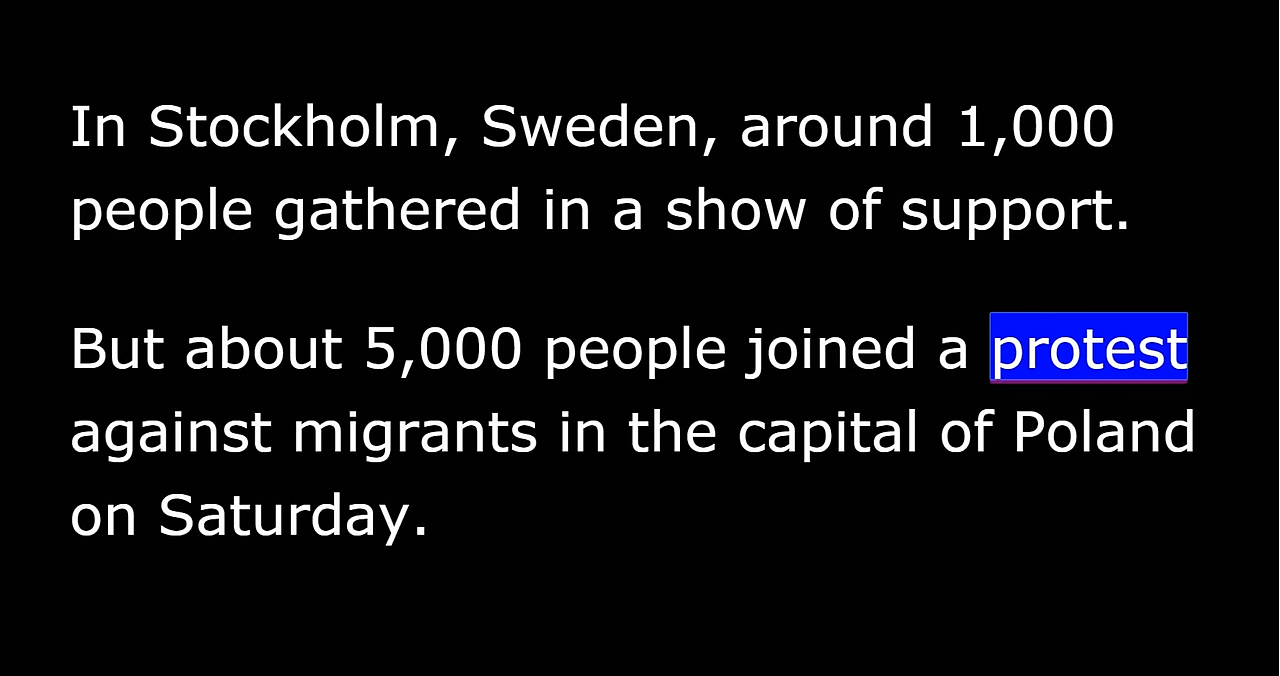 In Stockholm, Sweden, around 1,000
people gathered in a show of support.
But about 5,000 people joined a protest
against migrants in the capital of Poland
on Saturday.